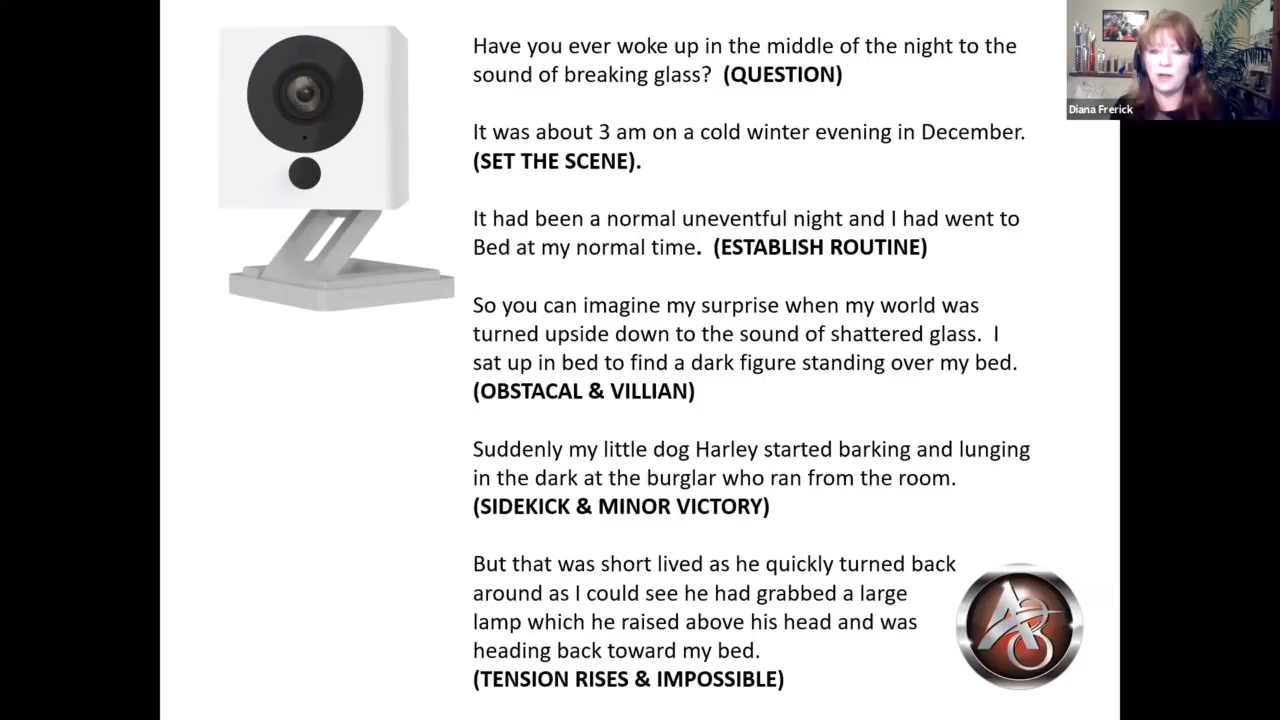 Have you ever woke up in the middle of the night to the
sound of breaking glass? (QUESTION)
It was about 3 am on a cold winter evening in December.
(SET THE SCENE).
It had been a normal uneventful night and I had went to
Bed at my normal time. (ESTABLISH ROUTINE)
So you can imagine my surprise when my world was
turned upside down to the sound of shattered glass. I
sat up in bed to find a dark figure standing over my bed.
(OBSTACAL & VILLIAN)
Suddenly my little dog Harley started barking and lunging
in the dark at the burglar who ran from the room.
(SIDEKICK & MINOR VICTORY)
But that was short lived as he quickly turned back
around as I could see he had grabbed a large
lamp which he raised above his head and was
heading back toward my bed.
(TENSION RISES & IMPOSSIBLE)
Diana Frerick